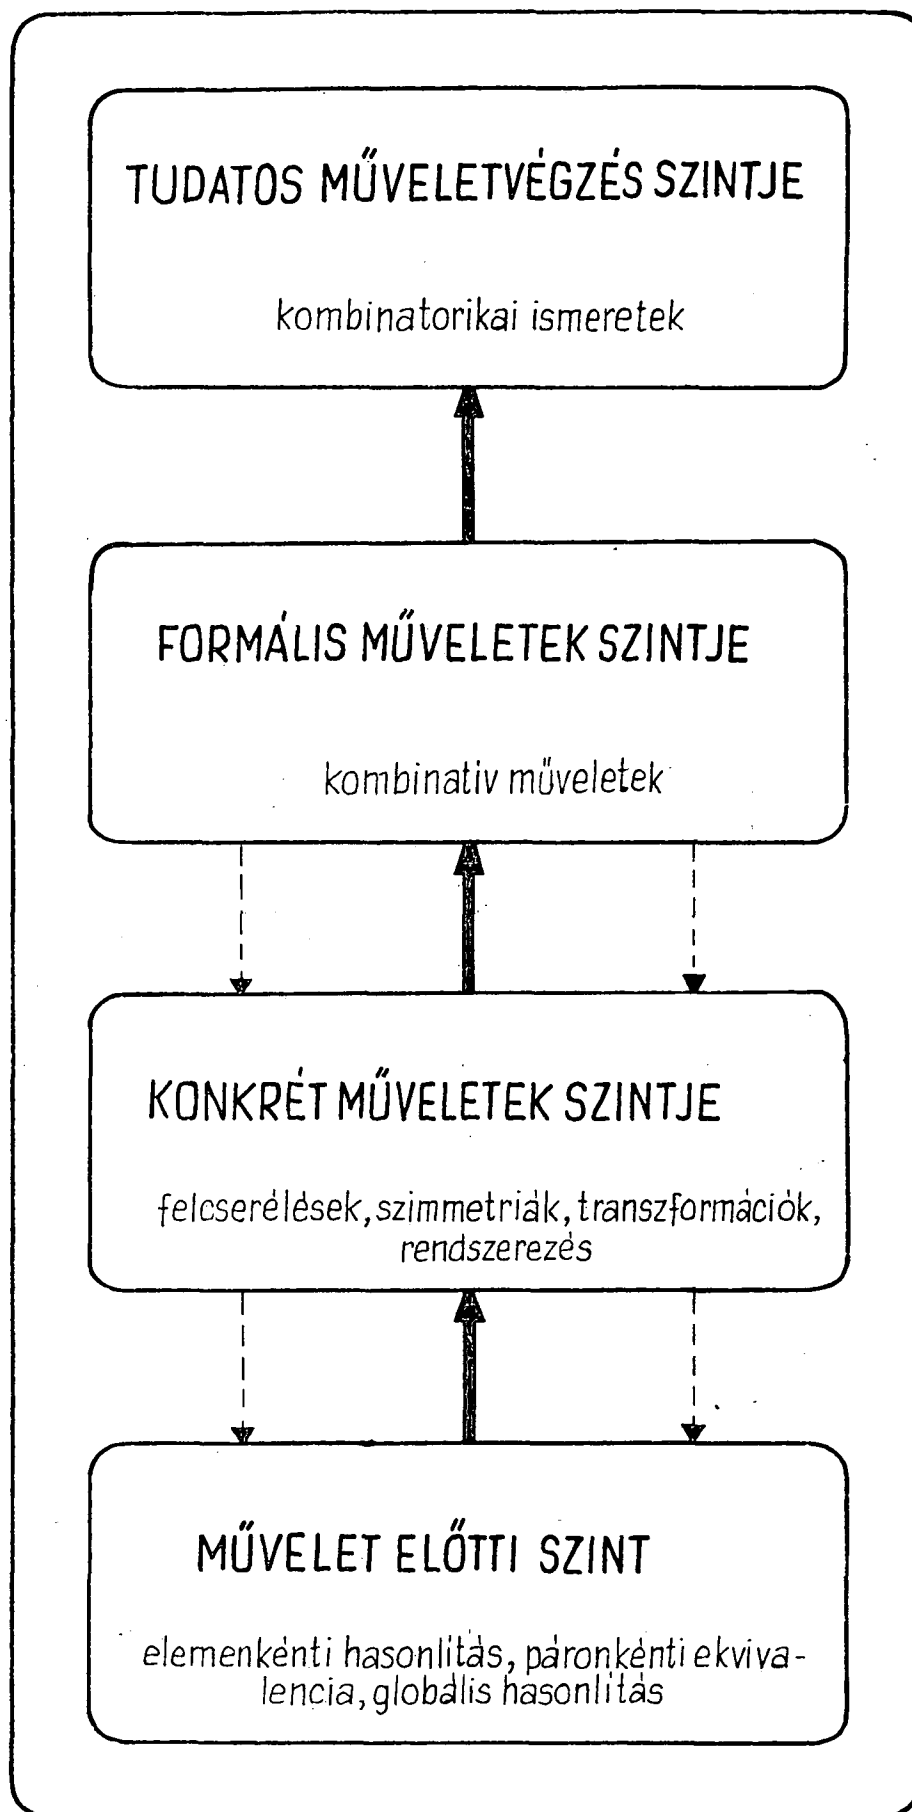 TUDATOS MŰVELETVÉGZÉS SZINTJE
kombinatorikai ismeretek
FORMÁLIS MŰVELETEK SZINTJE
kombinativ műveletek
KONKRÉT MŰVELETEK SZINTJE
felcserélések, szimmetriák, transzformációk,
rendszerezés
MŰVELET ELŐTTI SZINT
elemenkénti hasonlítás, páronkénti ekviva-
lencia, globális hasonlítás